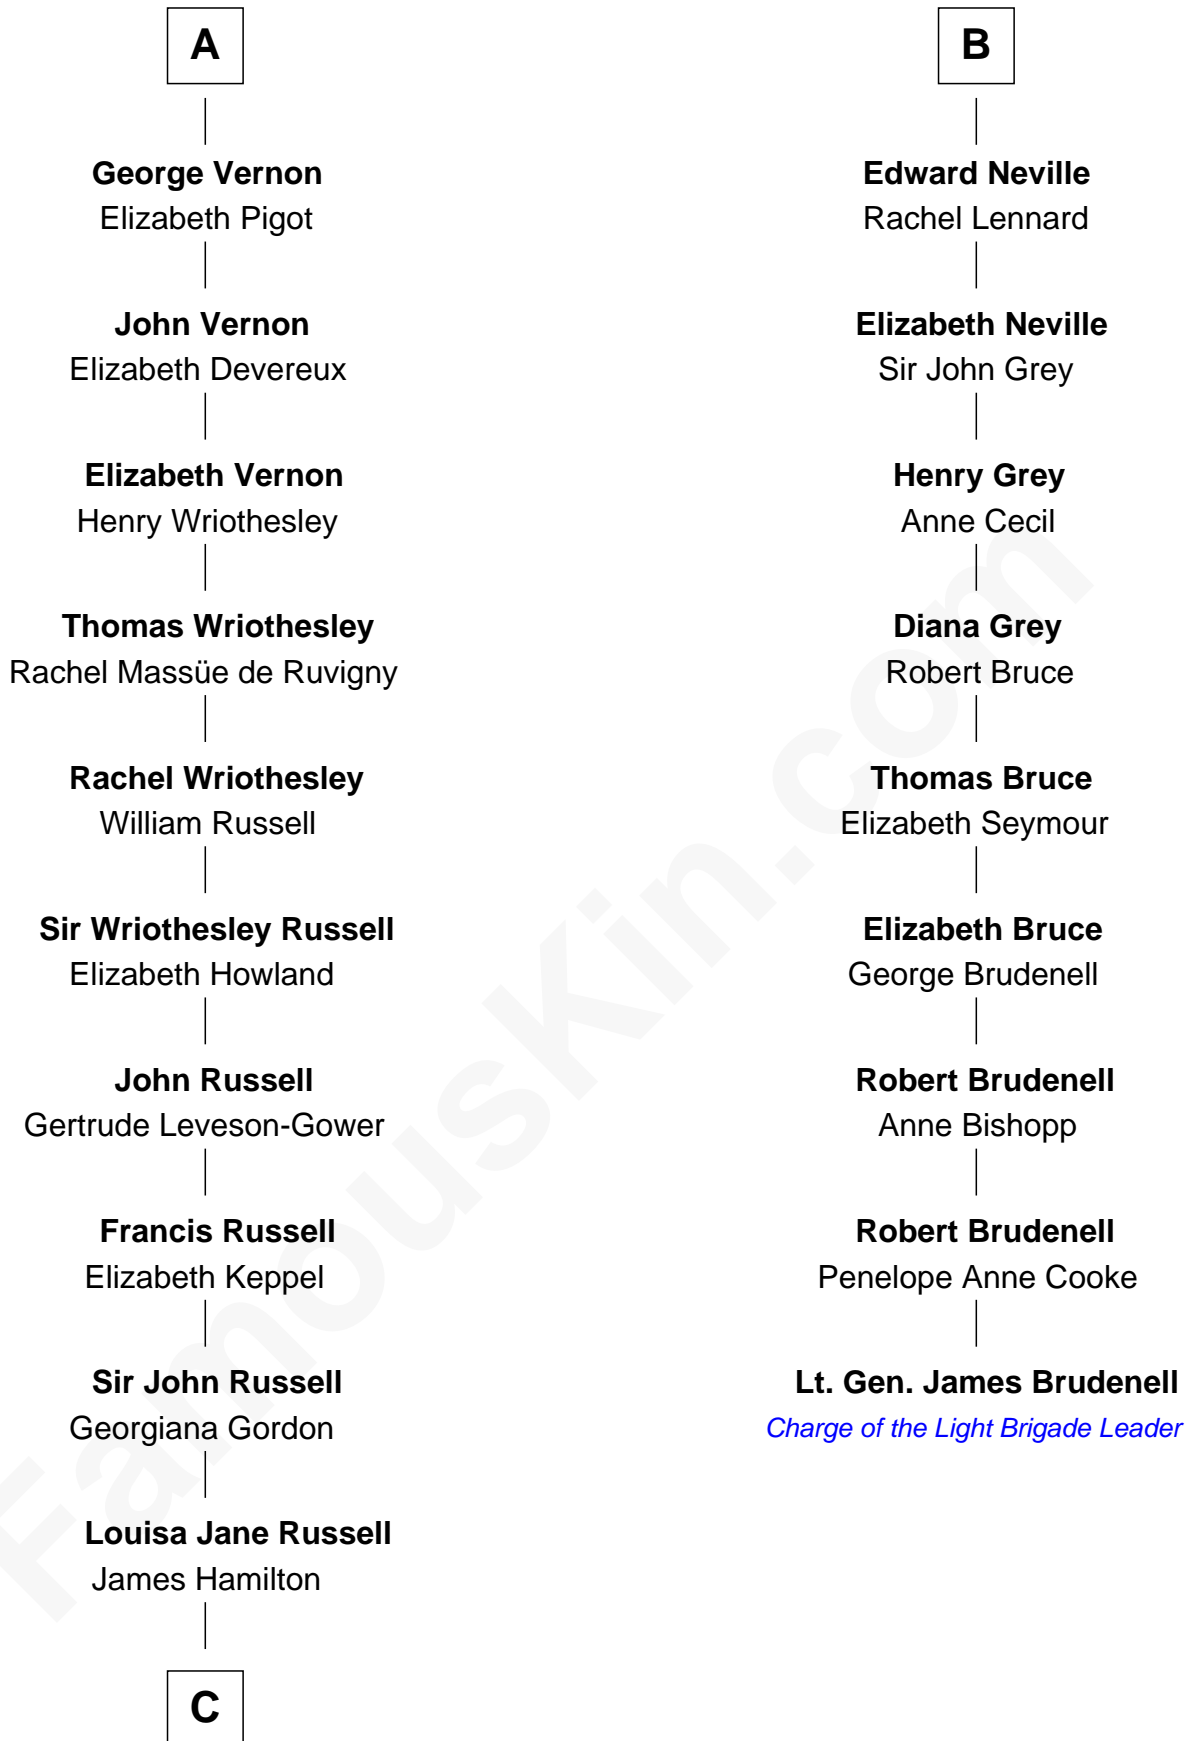 A
George Vernon
Elizabeth Pigot
John Vernon
Elizabeth Devereux
Elizabeth Vernon
Henry Wriothesley
Thomas Wriothesley
Rachel Massüe de Ruvigny
Rachel Wriothesley
William Russell
Sir Wriothesley Russell
Elizabeth Howland
John Russell
Gertrude Leveson-Gower
Francis Russell
Elizabeth Keppel
Sir John Russell
Georgiana Gordon
Louisa Jane Russell
James Hamilton
C
B
Edward Neville
Rachel Lennard
Elizabeth Neville
Sir John Grey
Henry Grey
Anne Cecil
Diana Grey
Robert Bruce
Thomas Bruce
Elizabeth Seymour
Elizabeth Bruce
George Brudenell
Robert Brudenell
Anne Bishopp
Robert Brudenell
Penelope Anne Cooke
Lt. Gen. James Brudenell
Charge of the Light Brigade Leader
FamousKin.com